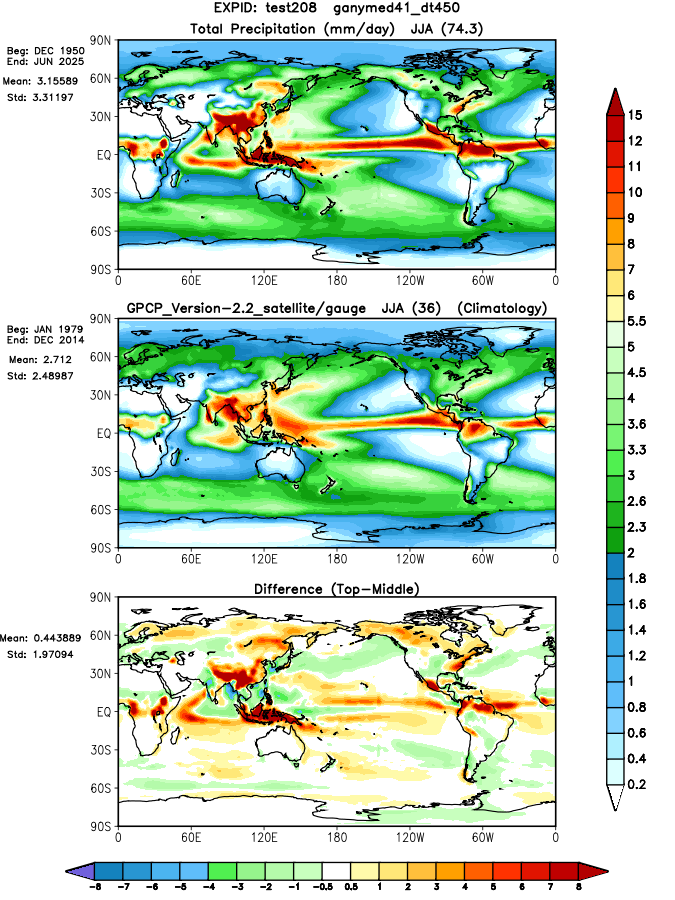 EXPID: test208 ganymed41_dt450
Total Precipitation (mm/day) JJA (74.3)
Beg: DEC 1950
End: JUN 2025
Mean: 3.15589
Std: 3.31197
90N
60N
30N
EQ
30S
60S
90S
0 60E 120E 180 120W 60W 0
GPCP_Version-2.2_satellite/gauge JJA (36) (Climatology)
Beg: JAN 1979
End: DEC 2014
Mean: 2.712
Std: 2.48987
90N
60N
30N
EQ
30S
60S
90S
0 60E 120E 180 120W 60W 0
Difference (Top-Middle)
Mean: 0.443889
Std: 1.97094
90N
60N
30N
EQ
30S
60S
90S
0 60E 120E 180 120W 60W 0
-8 -7 -6 -5 -4 -3 -2 -1 -0.5 0.5 1 2 3 4 5 6 7 8
15
12
11
10
9
8
7
6
5.5
5
4.5
4
3.6
3.3
3
2.6
2.3
2
1.8
1.6
1.4
1.2
1
0.8
0.6
0.4
0.2